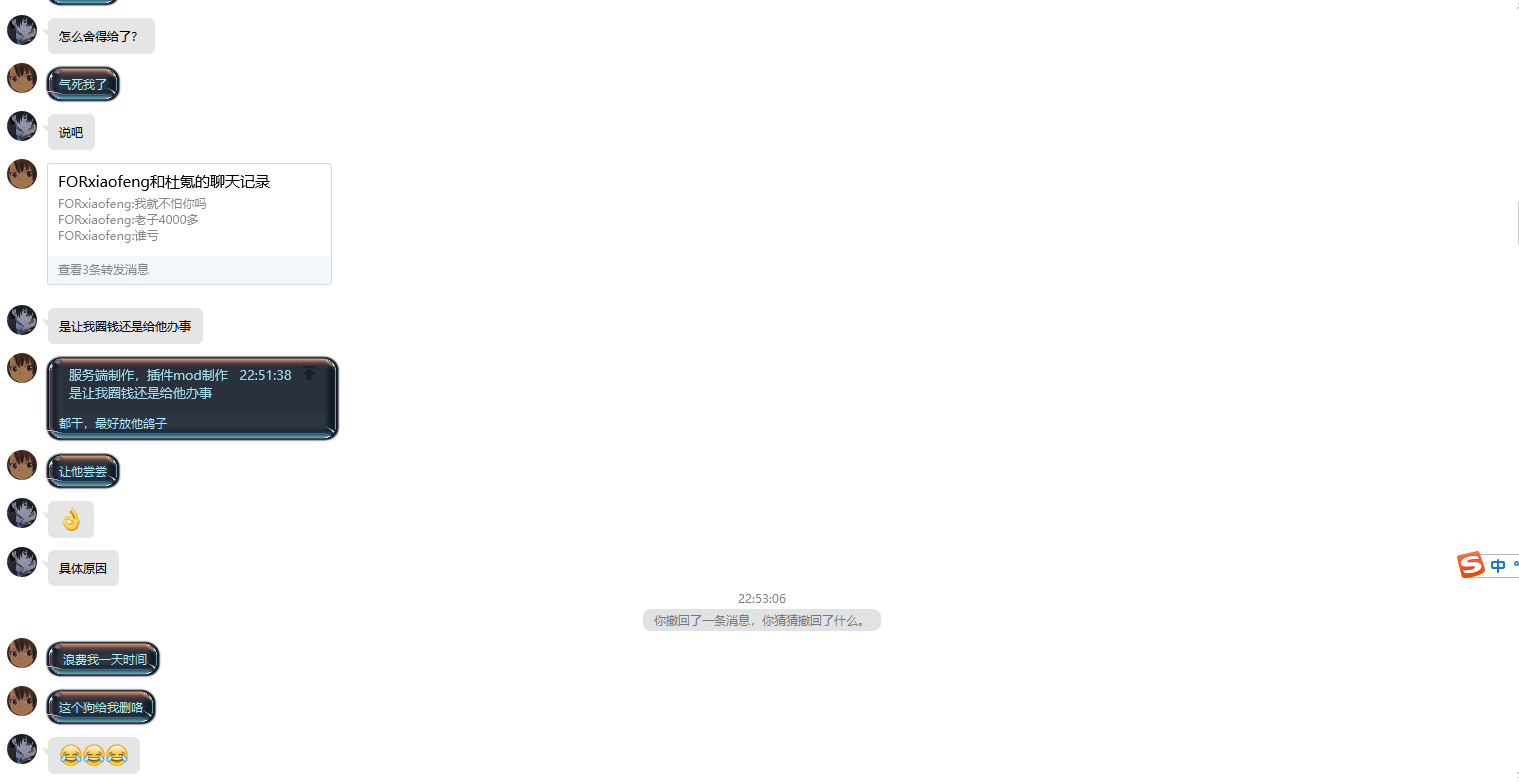 怎么舍得给了?
气死我了
说吧
FORxiaofeng和杜氪的聊天记录
FORxiaofeng:我就不怕你吗
FORxiaofeng:老子4000多
FORxiaofeng:谁亏
查看3条转发消息
是让我圈钱还是给他办事
服务端制作，插件mod制作 22:51:38
是让我圈钱还是给他办事
都干，最好放他鸽子
让他尝尝
具体原因
22:53:06
你撤回了一条消息，你猜猜撤回了什么。
浪费我一天时间
这个狗给我删咯
中